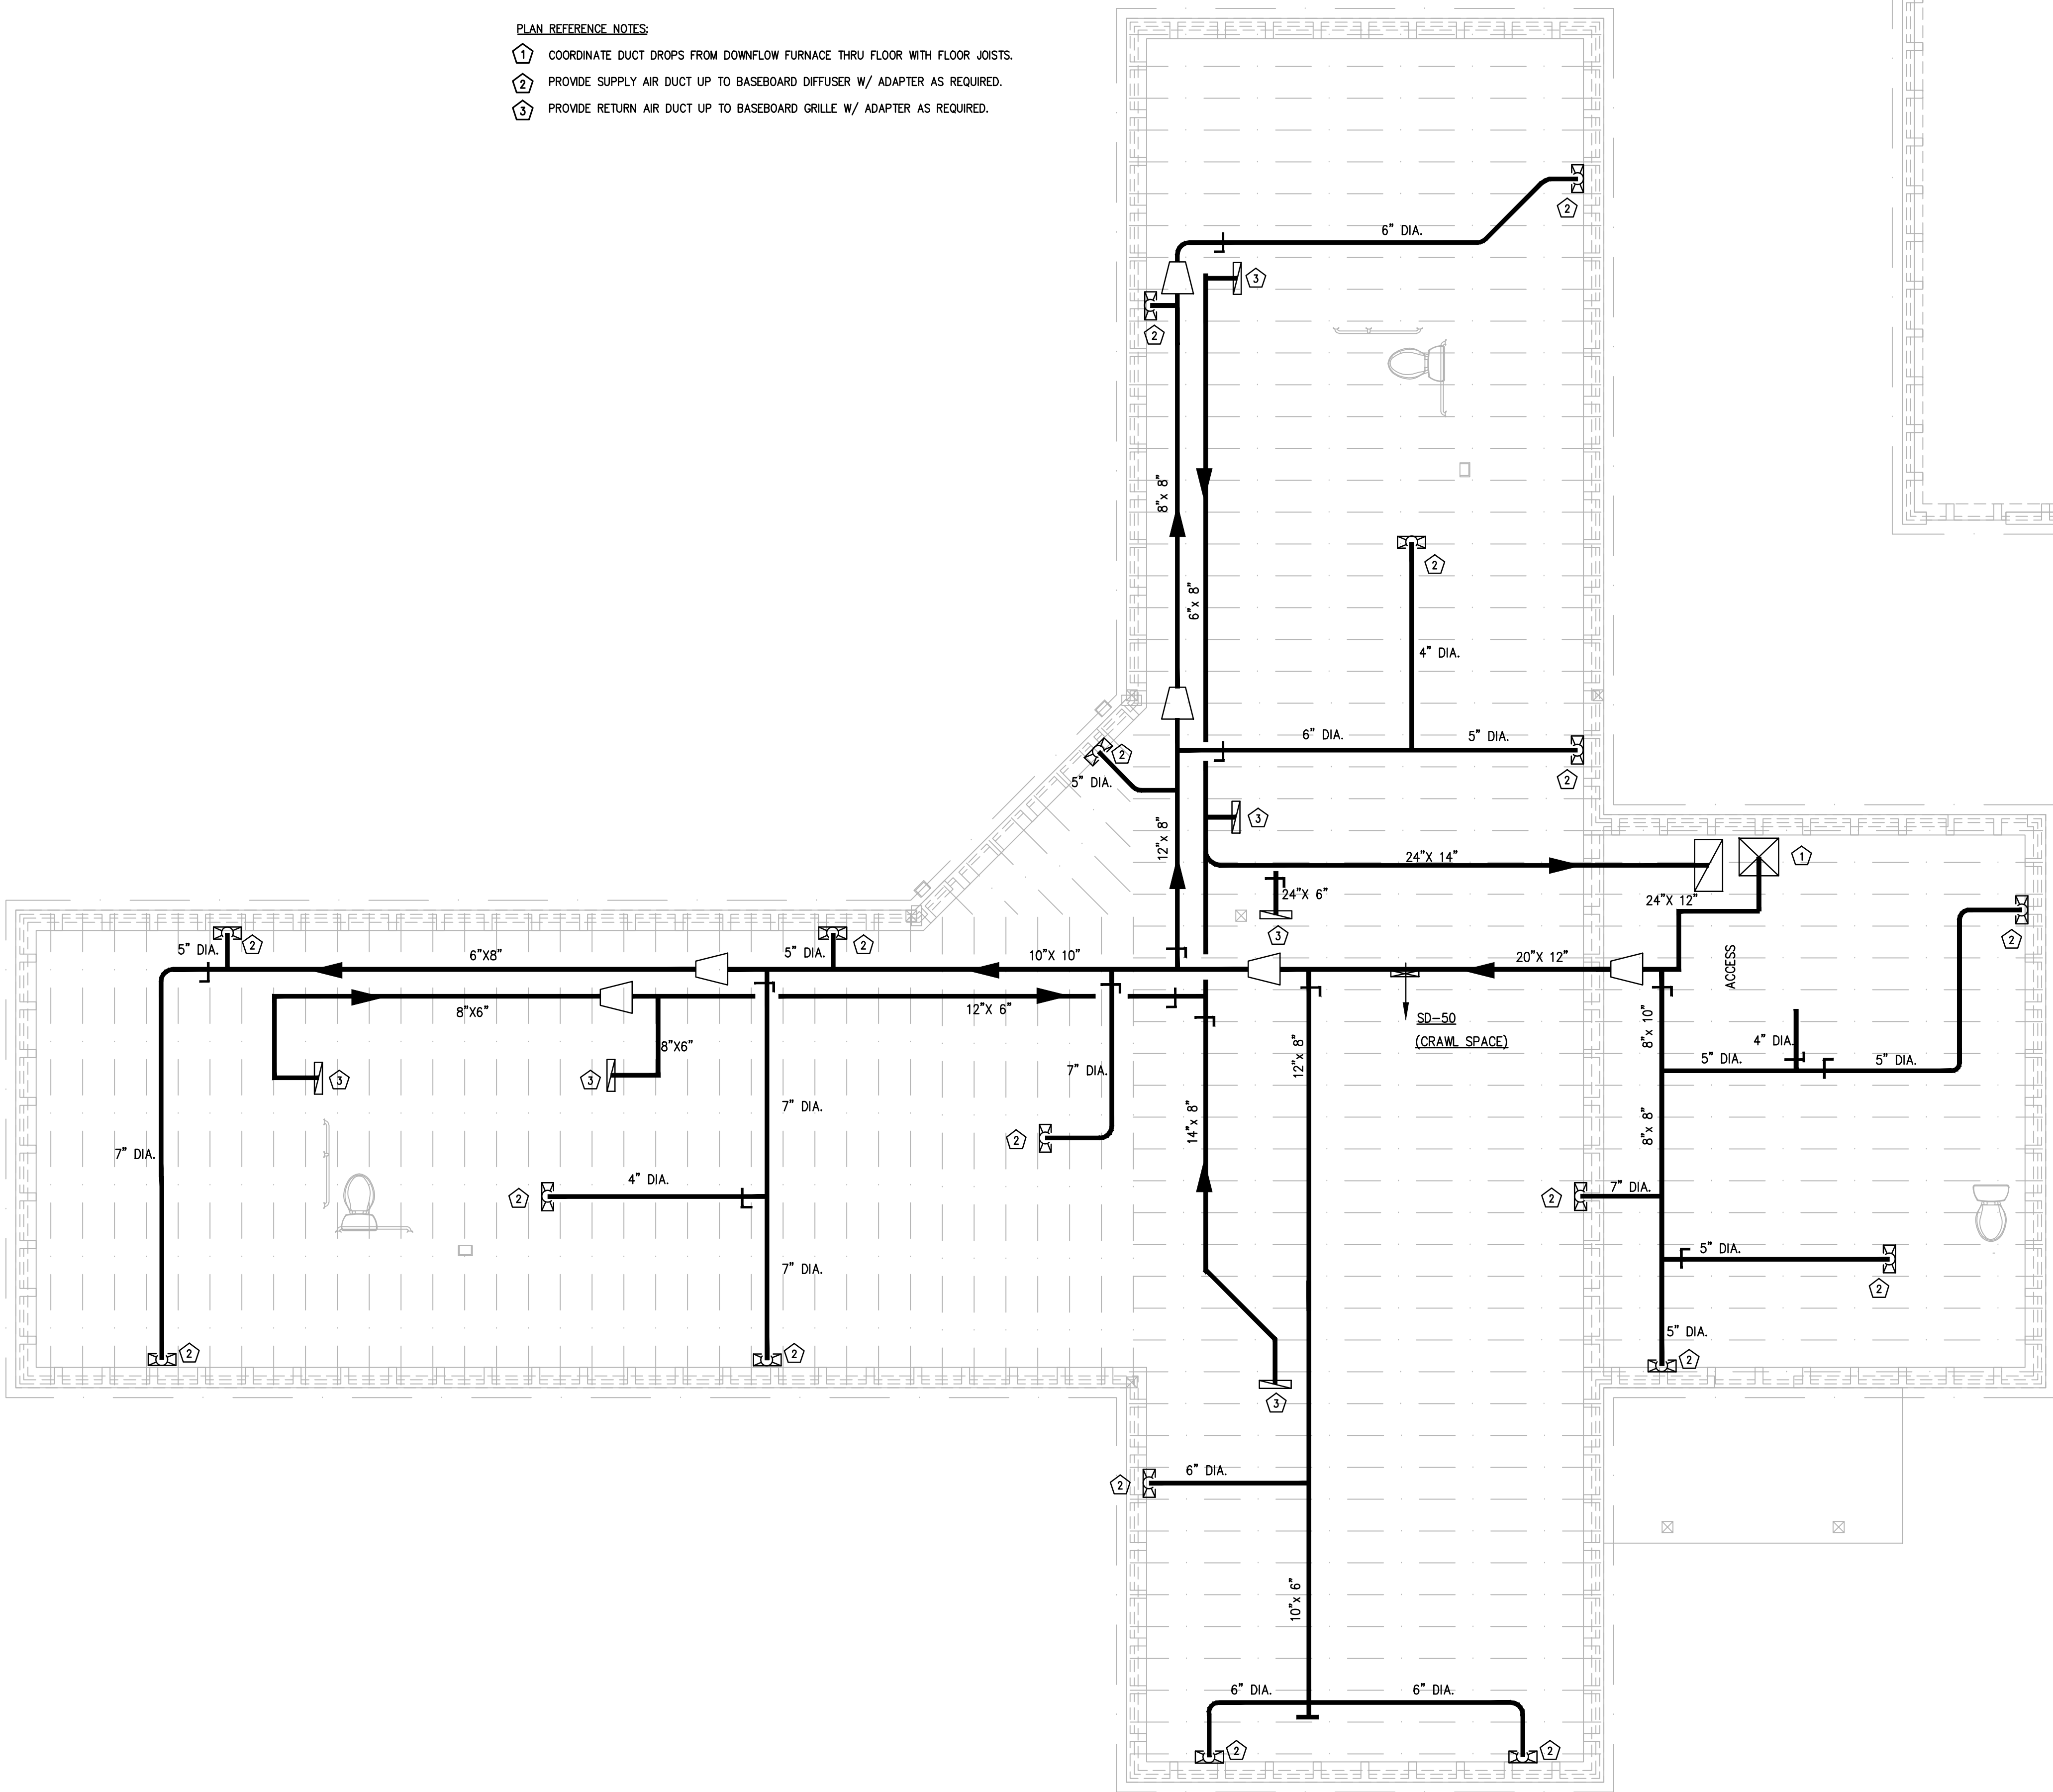 PLAN REFERENCE NOTES:
1 COORDINATE DUCT DROPS FROM DOWNFLOW FURNACE THRU FLOOR WITH FLOOR JOISTS.
2 PROVIDE SUPPLY AIR DUCT UP TO BASEBOARD DIFFUSER W/ ADAPTER AS REQUIRED.
3 PROVIDE RETURN AIR DUCT UP TO BASEBOARD GRILLE W/ ADAPTER AS REQUIRED.
2
6" DIA.
3
2
8"x 8"
2
6"x 8"
4" DIA.
6" DIA.
5" DIA.
2
5" DIA.
2
3
12"x 8"
24"X 14"
1
24"X 6"
24"X 12"
3
2
5" DIA.
2
5" DIA.
2
6"X8"
10"X 10"
20"X 12"
ACCESS
8"X6"
12"X 6"
SD-50
(CRAWL SPACE)
8"X6"
12"x 8"
8"x 10"
4" DIA.
5" DIA.
5" DIA.
3
3
7" DIA.
7" DIA.
14"x 8"
8"x 8"
2
7" DIA.
4" DIA.
2
2
7" DIA.
5" DIA.
2
7" DIA.
5" DIA.
2
2
2
3
6" DIA.
2
10"x 6"
6" DIA.
6" DIA.
2
2